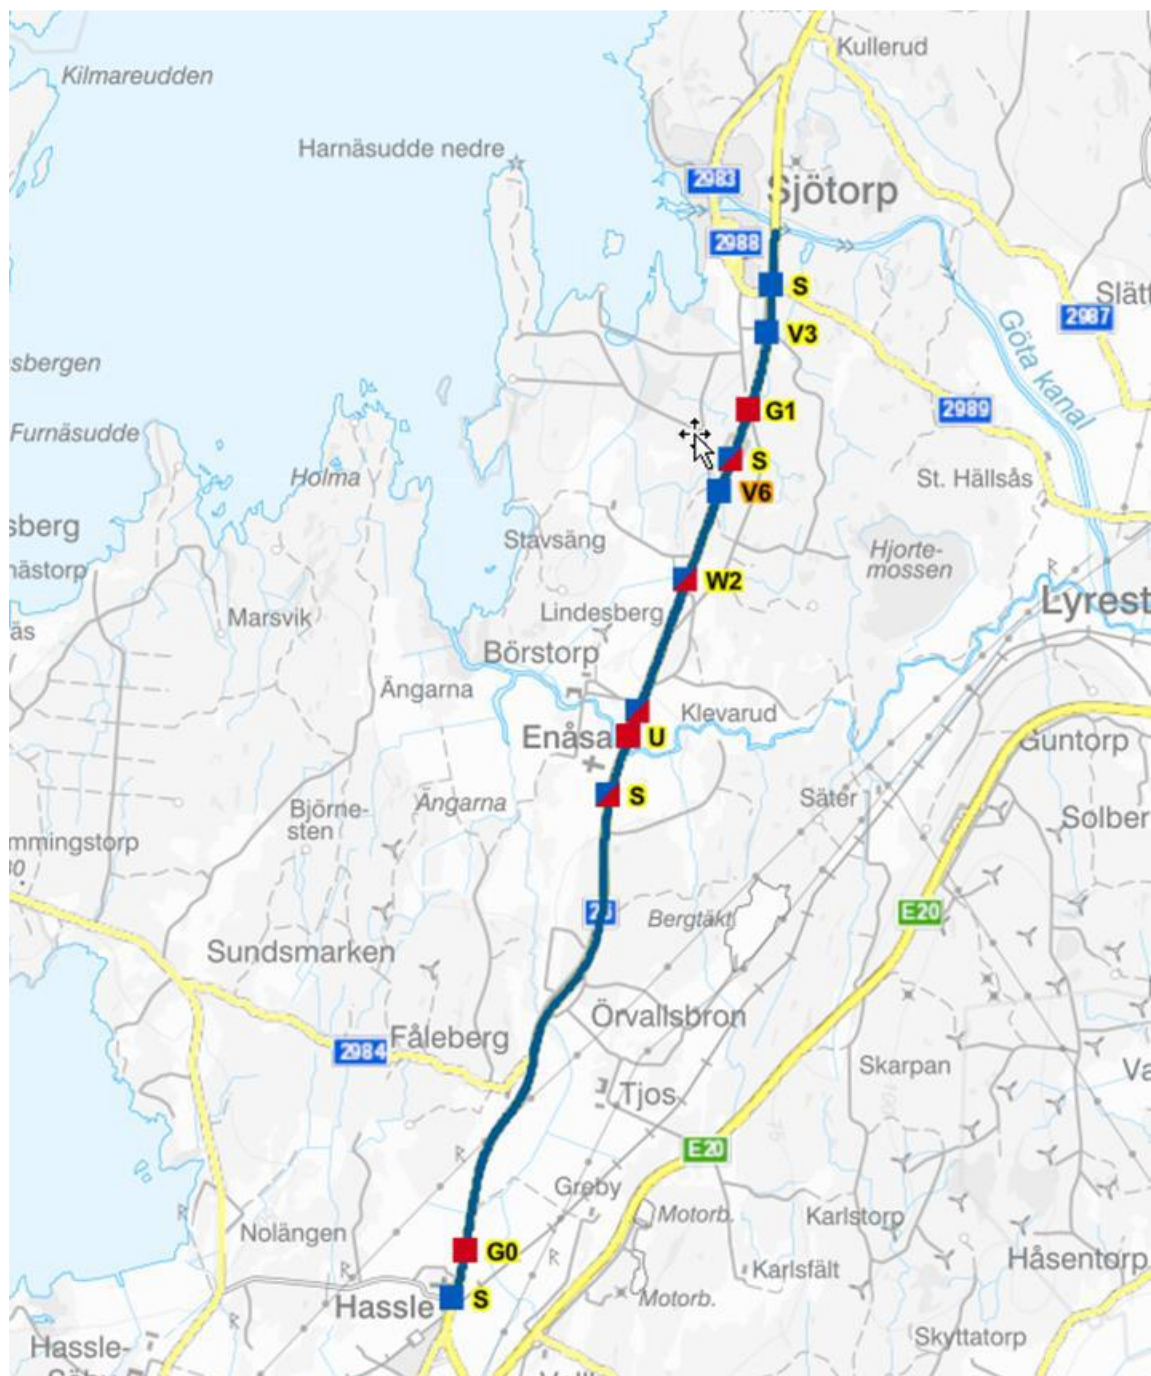 Kullerud
Kilmareudden
Harnäsudde nedre
2983
Sjötorp
2988
S
Slätt
2987
Göta kanal
V3
sbergen
G1
2989
Furnäsudde
S
Holma
St. Hällsås
V6
sberg
Stavsäng
Hjorte-
mossen
nästorp
W2
Lyrest
Marsvik
Lindesberg
ås
Börstorp
Ängarna
Klevarud
Enåsa
U
Guntorp
S
Säter
Björne-
sten
Ängarna
Solber
mmingstorp
E20
Bergtäkt
Sundsmarken
Örvallsbron
Fåleberg
2984
Skarpan
Va
Tjos
E20
Greby
Motorb.
Karlstorp
Nolängen
G0
Håsentorp
Karlsfält
Hassle
S
Motorb.
Skyttatorp
Hassle-